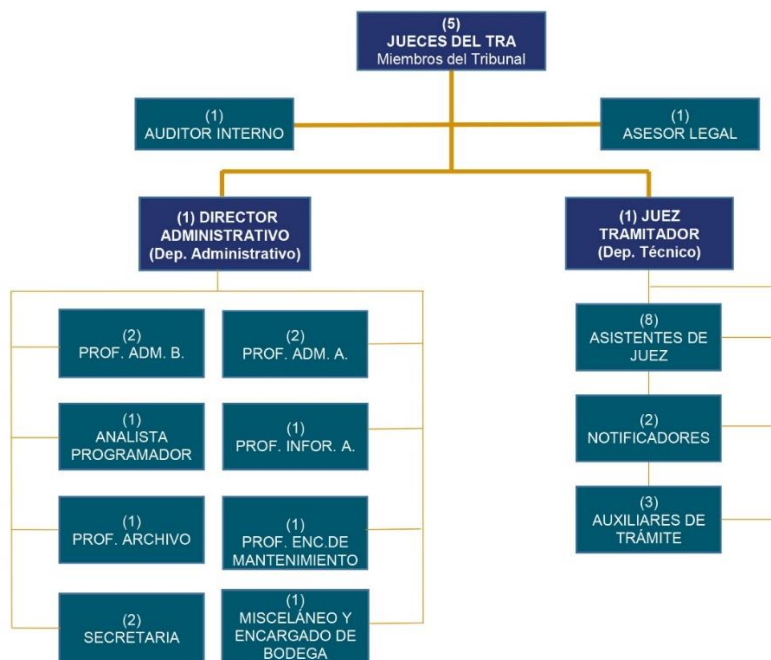 (5)
JUECES DEL TRA
Miembros del Tribunal
(1)
AUDITOR INTERNO
(1)
ASESOR LEGAL
(1) DIRECTOR
ADMINISTRATIVO
(Dep. Administrativo)
(1) JUEZ
TRAMITADOR
(Dep. Técnico)
(2)
PROF. ADM. B.
(2)
PROF. ADM. A.
(8)
ASISTENTES DE
JUEZ
(1)
ANALISTA
PROGRAMADOR
(1)
PROF. INFOR. A.
(2)
NOTIFICADORES
(1)
PROF. ARCHIVO
(1)
PROF. ENC.DE
MANTENIMIENTO
(3)
AUXILIARES DE
TRÁMITE
(2)
SECRETARIA
(1)
MISCELÁNEO Y
ENCARGADO DE
BODEGA